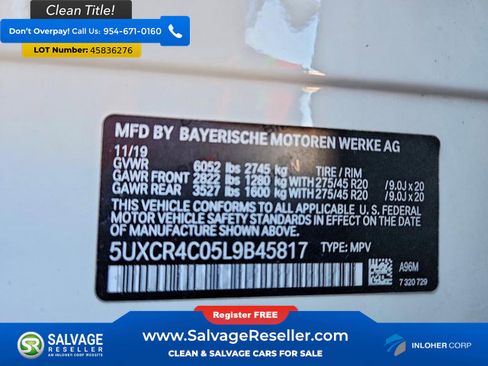 Clean Title!
Don't Overpay! Call Us: 954-671-0160
LOT Number: 45836276
MFD BY BAYERISCHE MOTOREN WERKE AG
11/19
GVWR 6052 lbs 2745 kg TIRE / RIM
GAWR FRONT 2822 lbs 1280 kg WITH 275/45 R20 /9.0J x 20
GAWR REAR 3527 lbs 1600 kg WITH 275/45 R20 /9.0J x 20
THIS VEHICLE CONFORMS TO ALL APPLICABLE U. S. FEDERAL
MOTOR VEHICLE SAFETY STANDARDS IN EFFECT ON THE DATE
OF MANUFACTURE SHOWN ABOVE.
5UXCR4C05L9B45817 TYPE: MPV
A96M
7 320 729
Register FREE!
SALVAGE
RESELLER
AN INLOHER CORP WEBSITE
www.SalvageReseller.com
CLEAN & SALVAGE CARS FOR SALE
INLOHER CORP